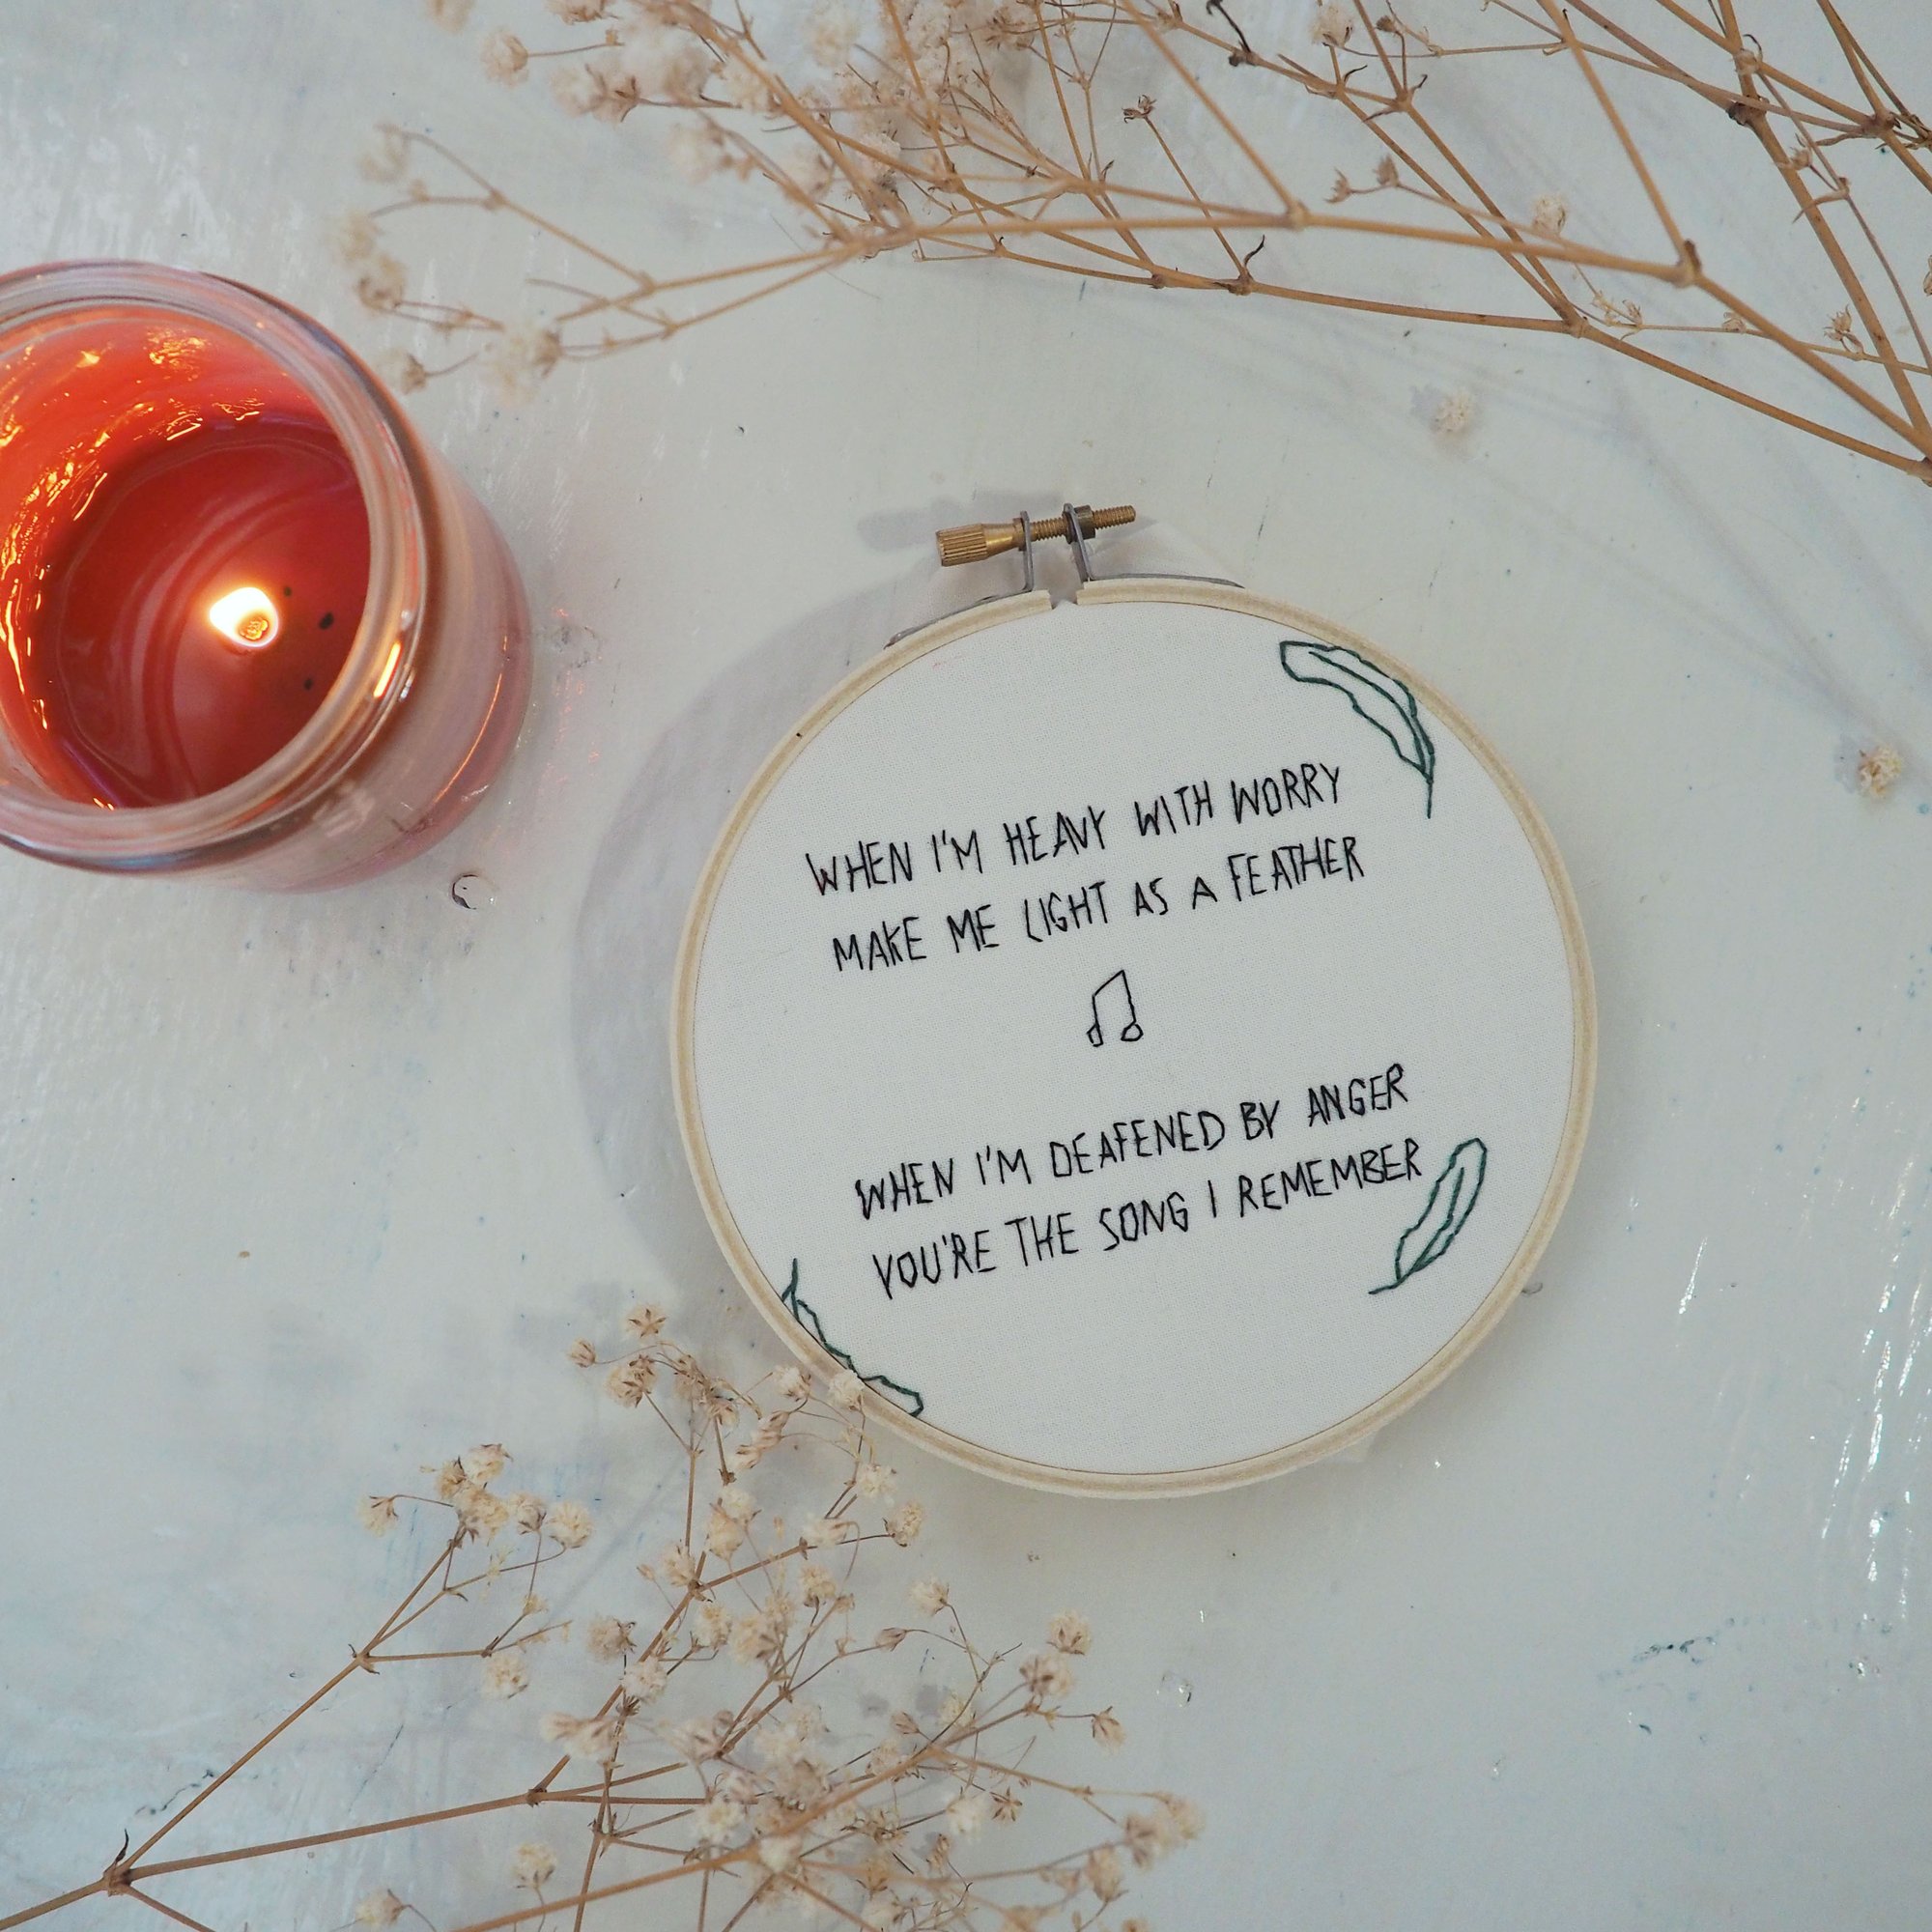 WHEN I'M HEAVY WITH WORRY
MAKE ME LIGHT AS A FEATHER
WHEN I'M DEAFENED BY ANGER
YOU'RE THE SONG I REMEMBER